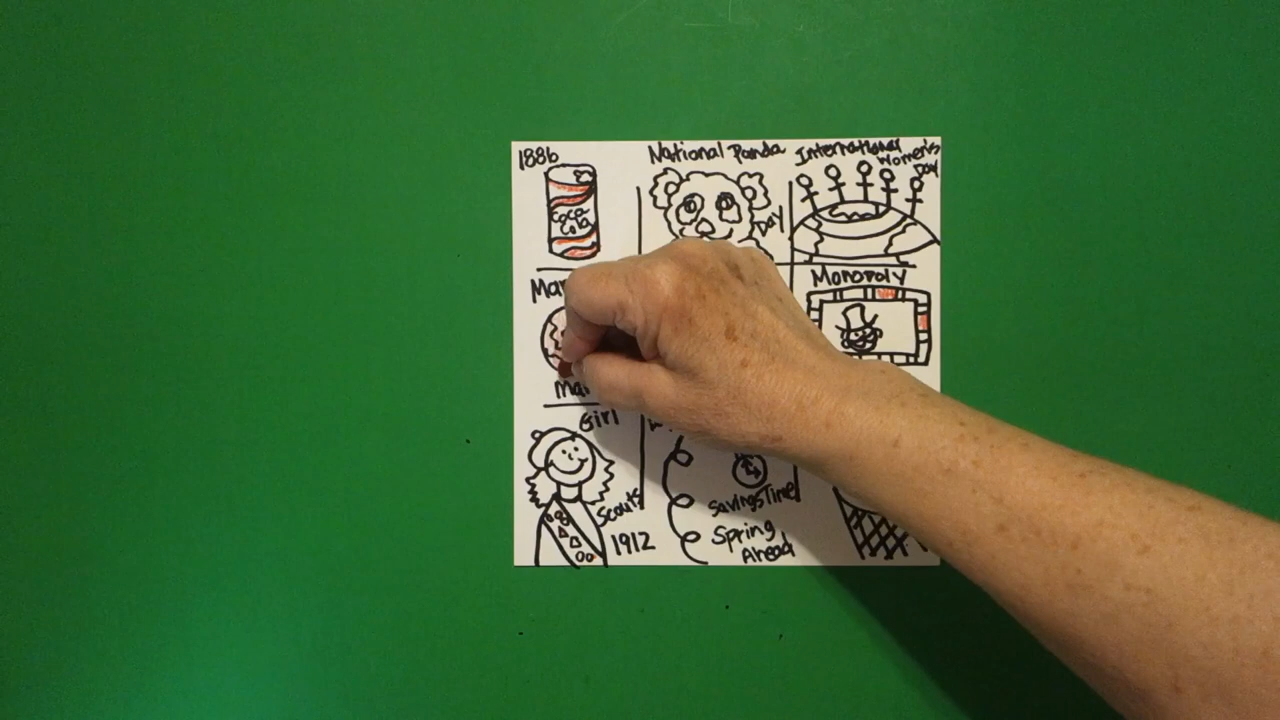 1886
Coca
Cola
National Panda
Day
International
Women's
Day
Monopoly
Girl
Scouts
1912
Savings Time
Spring
Ahead